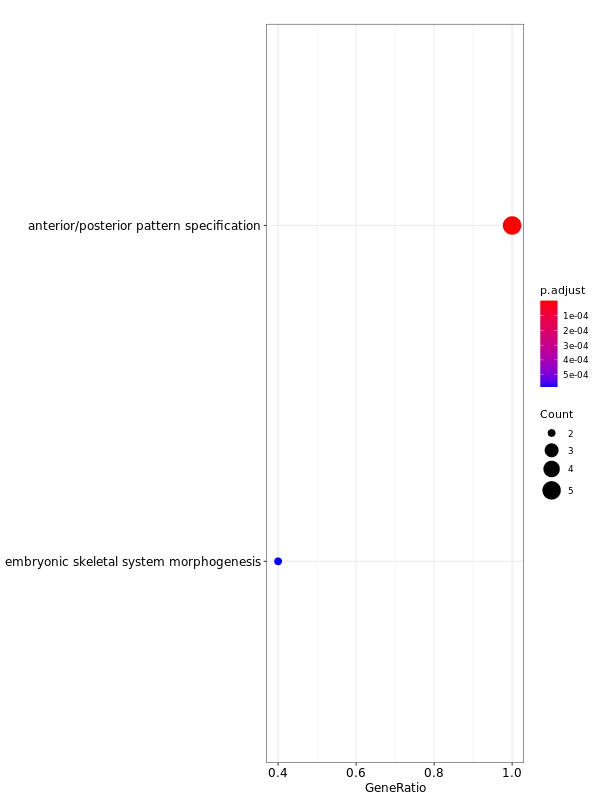 anterior/posterior pattern specification
embryonic skeletal system morphogenesis
0.4 0.6 0.8 1.0
GeneRatio
p.adjust
1e-04
2e-04
3e-04
4e-04
5e-04
Count
2
3
4
5